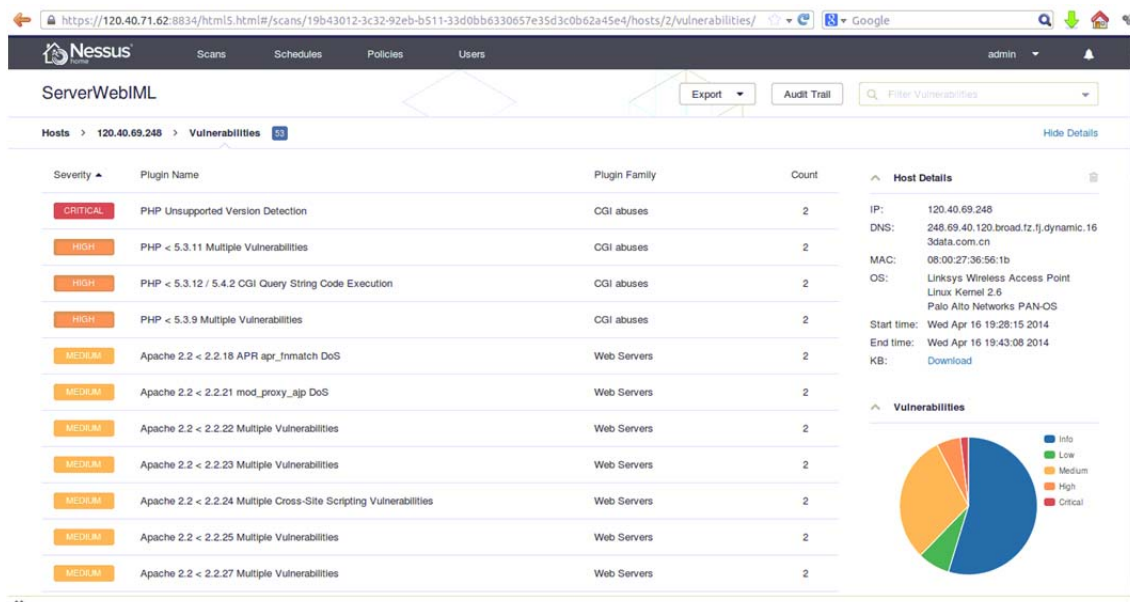 https://120.40.71.62:8834/html5.html#/scans/19b43012-3c32-92eb-b511-33d0bb6330657e35d3c0b62a45e4/hosts/2/vulnerabilities/
Google
Nessus
home
Scans Schedules Policies Users admin
ServerWebIML
Export Audit Trail Filter Vulnerabilities
Hosts > 120.40.69.248 > Vulnerabilities 53 Hide Details
Severity Plugin Name Plugin Family Count
CRITICAL PHP Unsupported Version Detection CGI abuses 2
HIGH PHP < 5.3.11 Multiple Vulnerabilities CGI abuses 2
HIGH PHP < 5.3.12 / 5.4.2 CGI Query String Code Execution CGI abuses 2
HIGH PHP < 5.3.9 Multiple Vulnerabilities CGI abuses 2
MEDIUM Apache 2.2 < 2.2.18 APR apr_fnmatch DoS Web Servers 2
MEDIUM Apache 2.2 < 2.2.21 mod_proxy_ajp DoS Web Servers 2
MEDIUM Apache 2.2 < 2.2.22 Multiple Vulnerabilities Web Servers 2
MEDIUM Apache 2.2 < 2.2.23 Multiple Vulnerabilities Web Servers 2
MEDIUM Apache 2.2 < 2.2.24 Multiple Cross-Site Scripting Vulnerabilities Web Servers 2
MEDIUM Apache 2.2 < 2.2.25 Multiple Vulnerabilities Web Servers 2
MEDIUM Apache 2.2 < 2.2.27 Multiple Vulnerabilities Web Servers 2
Host Details
IP: 120.40.69.248
DNS: 248.69.40.120.broad.fz.fj.dynamic.16
3data.com.cn
MAC: 08:00:27:36:56:1b
OS: Linksys Wireless Access Point
Linux Kernel 2.6
Palo Alto Networks PAN-OS
Start time: Wed Apr 16 19:28:15 2014
End time: Wed Apr 16 19:43:08 2014
KB: Download
Vulnerabilities
Info
Low
Medium
High
Critical